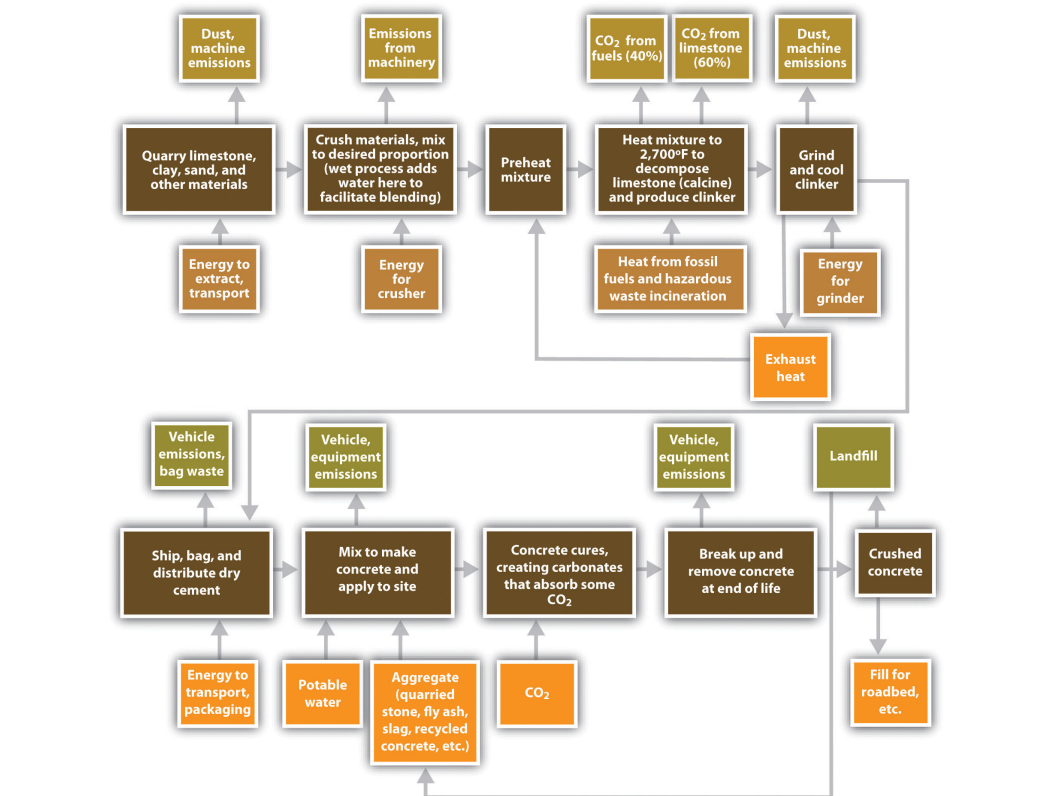 Dust,
machine
emissions
Emissions
from
machinery
CO₂ from
fuels (40%)
CO₂ from
limestone
(60%)
Dust,
machine
emissions
Quarry limestone,
clay, sand, and
other materials
Crush materials, mix
to desired proportion
(wet process adds
water here to
facilitate blending)
Preheat
mixture
Heat mixture to
2,700ºF to
decompose
limestone (calcine)
and produce clinker
Grind
and cool
clinker
Energy to
extract,
transport
Energy
for
crusher
Heat from fossil
fuels and hazardous
waste incineration
Energy
for
grinder
Exhaust
heat
Vehicle
emissions,
bag waste
Vehicle,
equipment
emissions
Vehicle,
equipment
emissions
Landfill
Ship, bag, and
distribute dry
cement
Mix to make
concrete and
apply to site
Concrete cures,
creating carbonates
that absorb some
CO₂
Break up and
remove concrete
at end of life
Crushed
concrete
Energy to
transport,
packaging
Potable
water
Aggregate
(quarried
stone, fly ash,
slag, recycled
concrete, etc.)
CO₂
Fill for
roadbed,
etc.